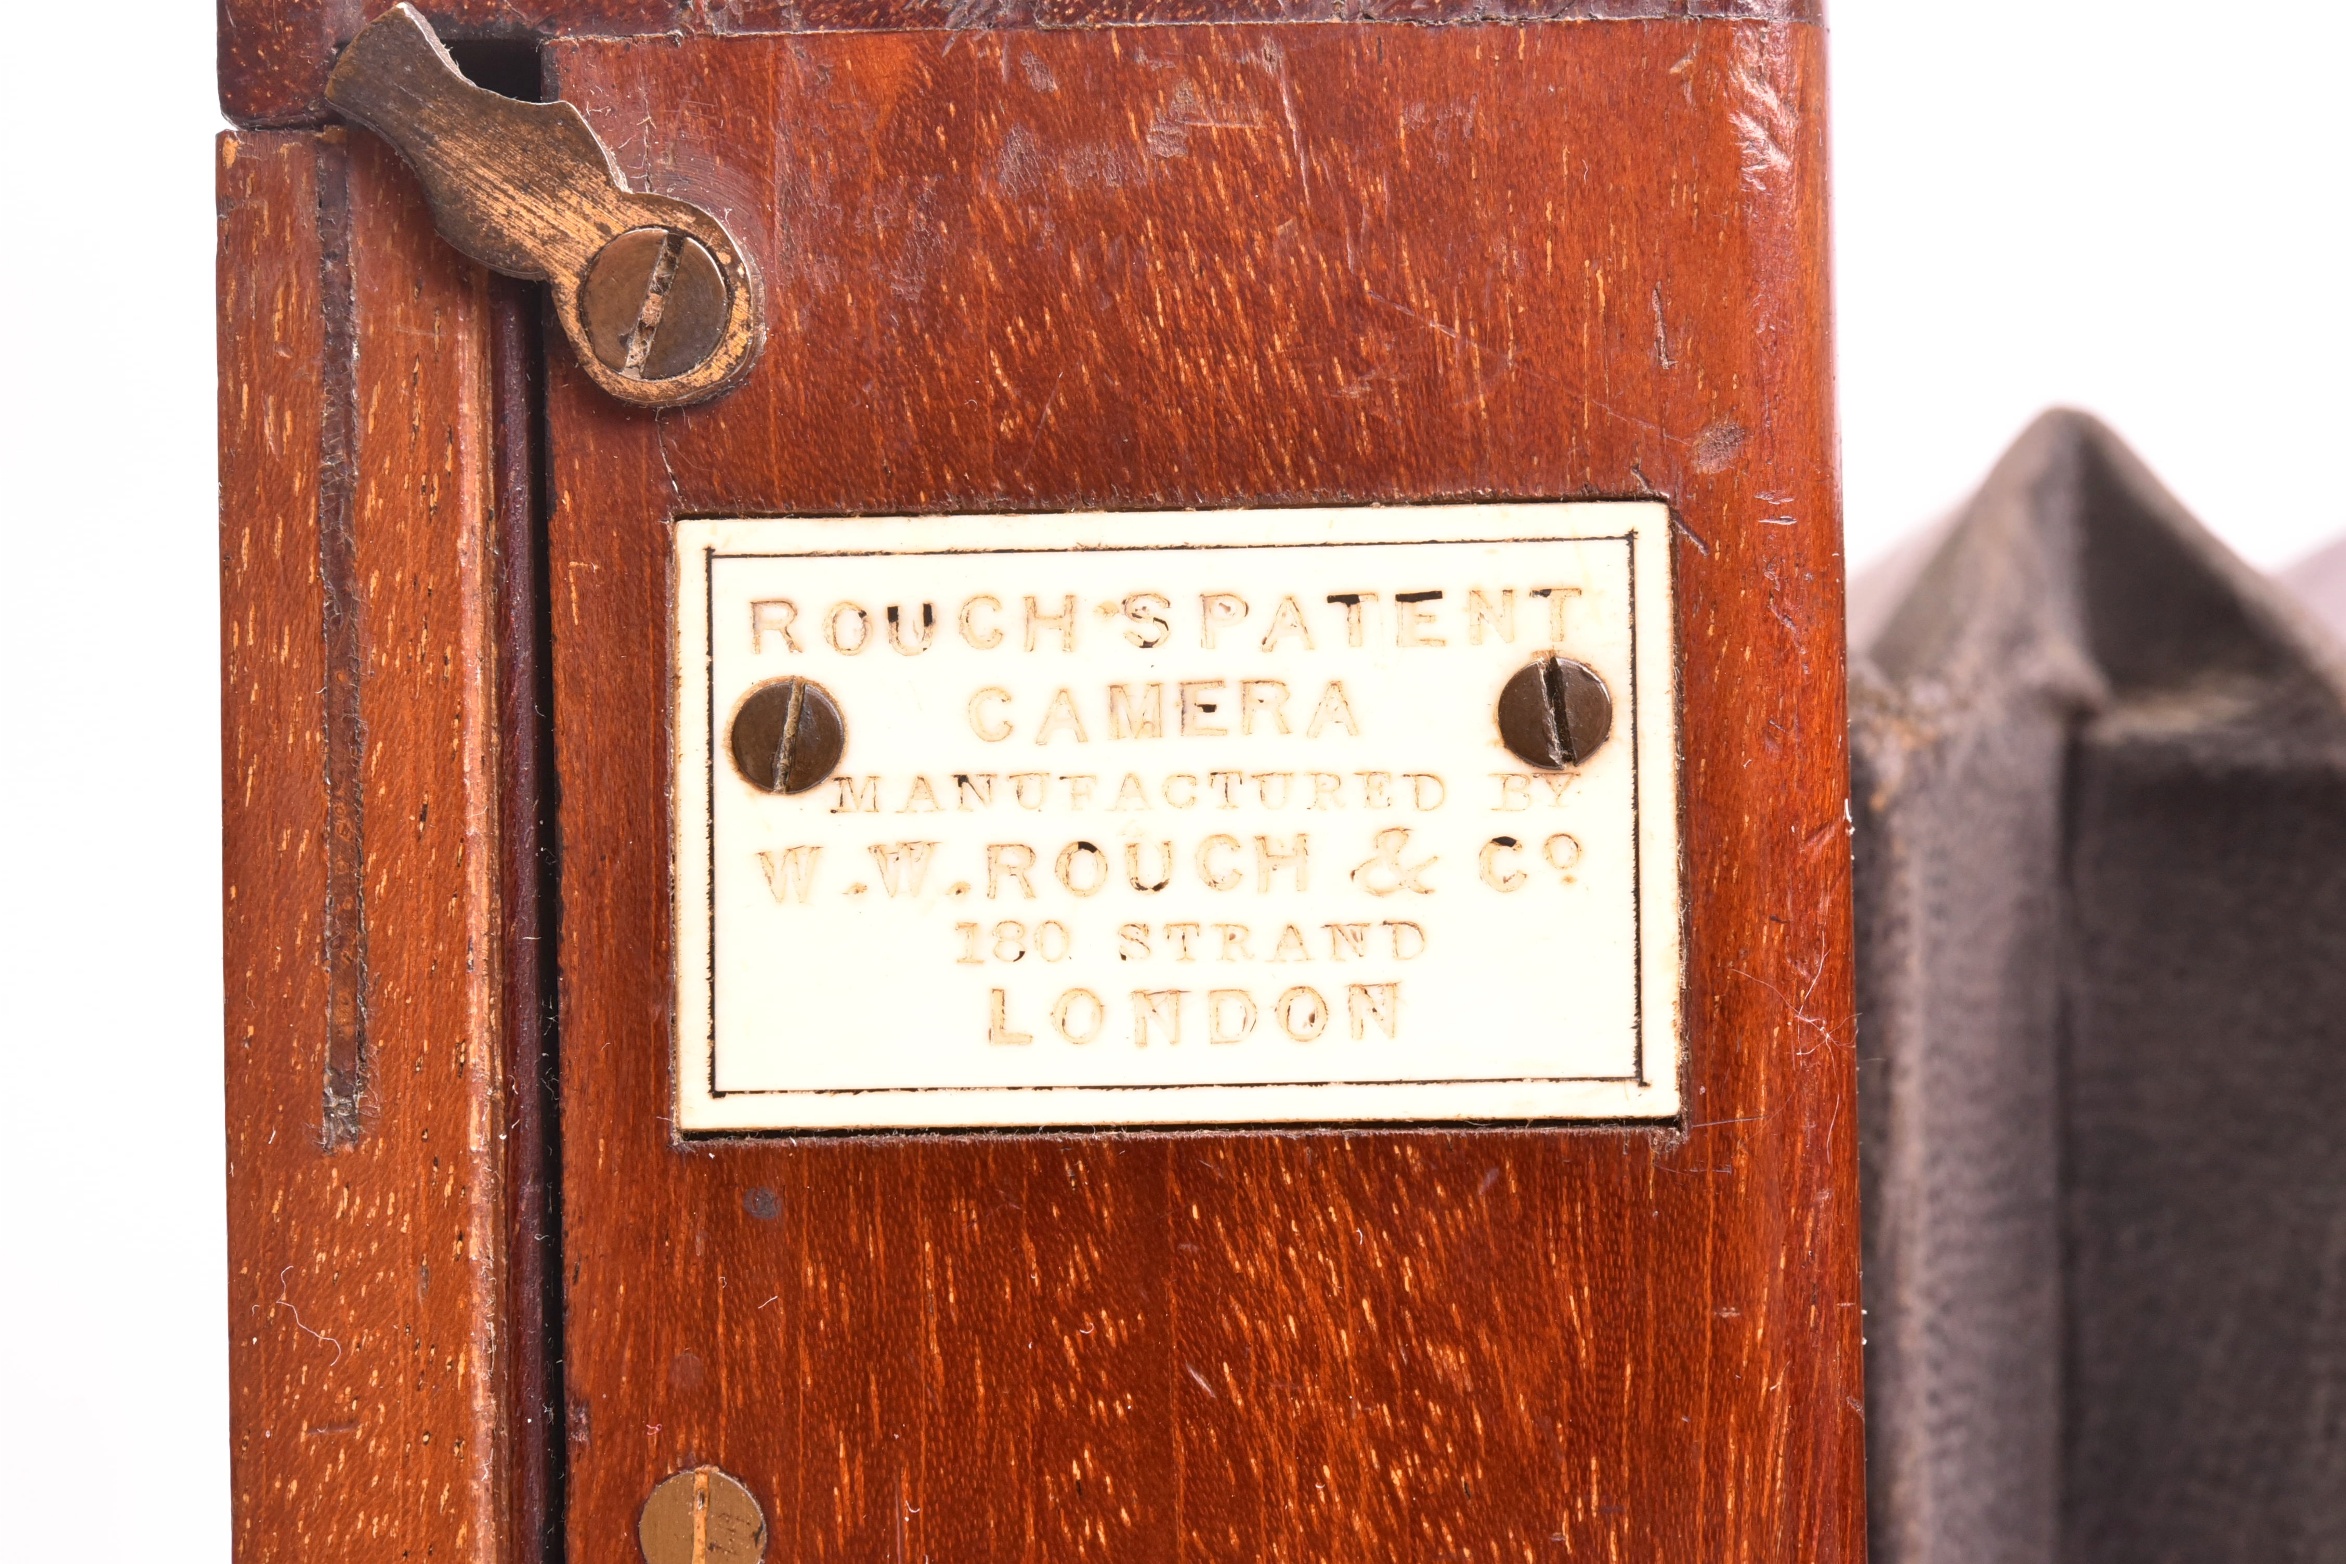 ROUCH'S PATENT
CAMERA
MANUFACTURED BY
W.W.ROUCH & Cº
180 STRAND
LONDON